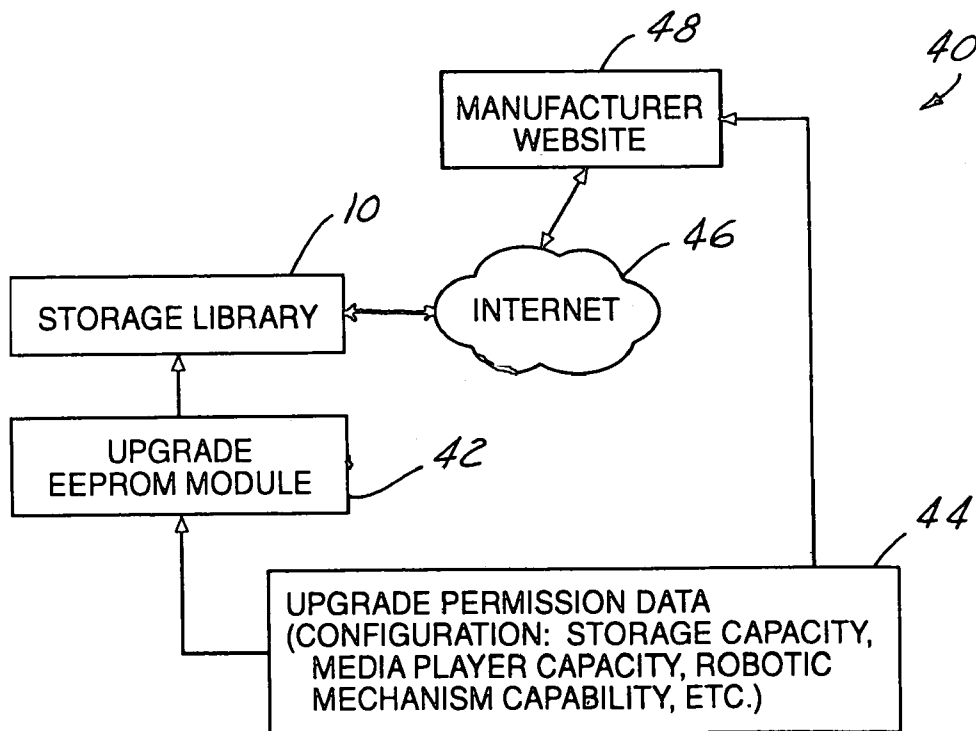 48
40
MANUFACTURER
WEBSITE
10
46
STORAGE LIBRARY
INTERNET
UPGRADE
EEPROM MODULE
42
44
UPGRADE PERMISSION DATA
(CONFIGURATION: STORAGE CAPACITY,
MEDIA PLAYER CAPACITY, ROBOTIC
MECHANISM CAPABILITY, ETC.)